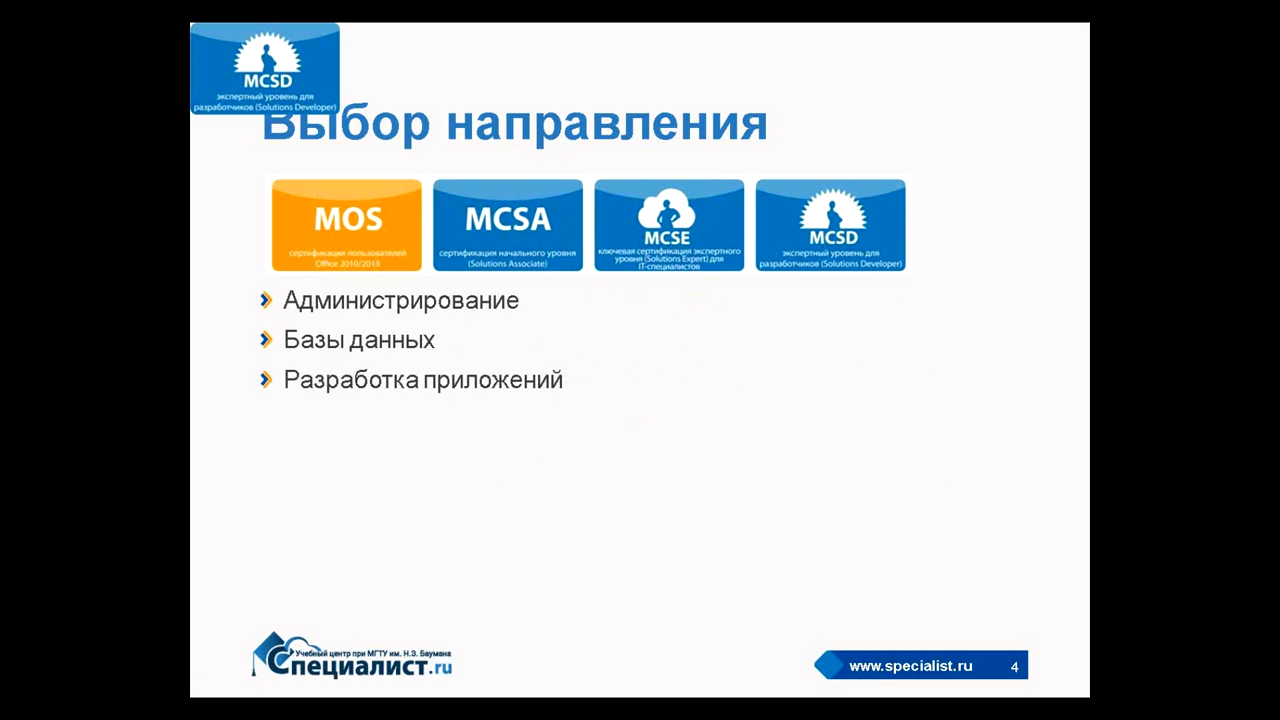 MCSD
экспертный уровень для
разработчиков (Solutions Developer)
Выбор направления
MOS
сертификация пользователей
Office 2010/2013
MCSA
сертификация начального уровня
(Solutions Associate)
MCSE
ключевая сертификация экспертного
уровня (Solutions Expert) для
IT-специалистов
MCSD
экспертный уровень для
разработчиков (Solutions Developer)
Администрирование
Базы данных
Разработка приложений
Учебный центр при МГТУ им. Н.Э. Баумана
Специалист.ru
www.specialist.ru 4